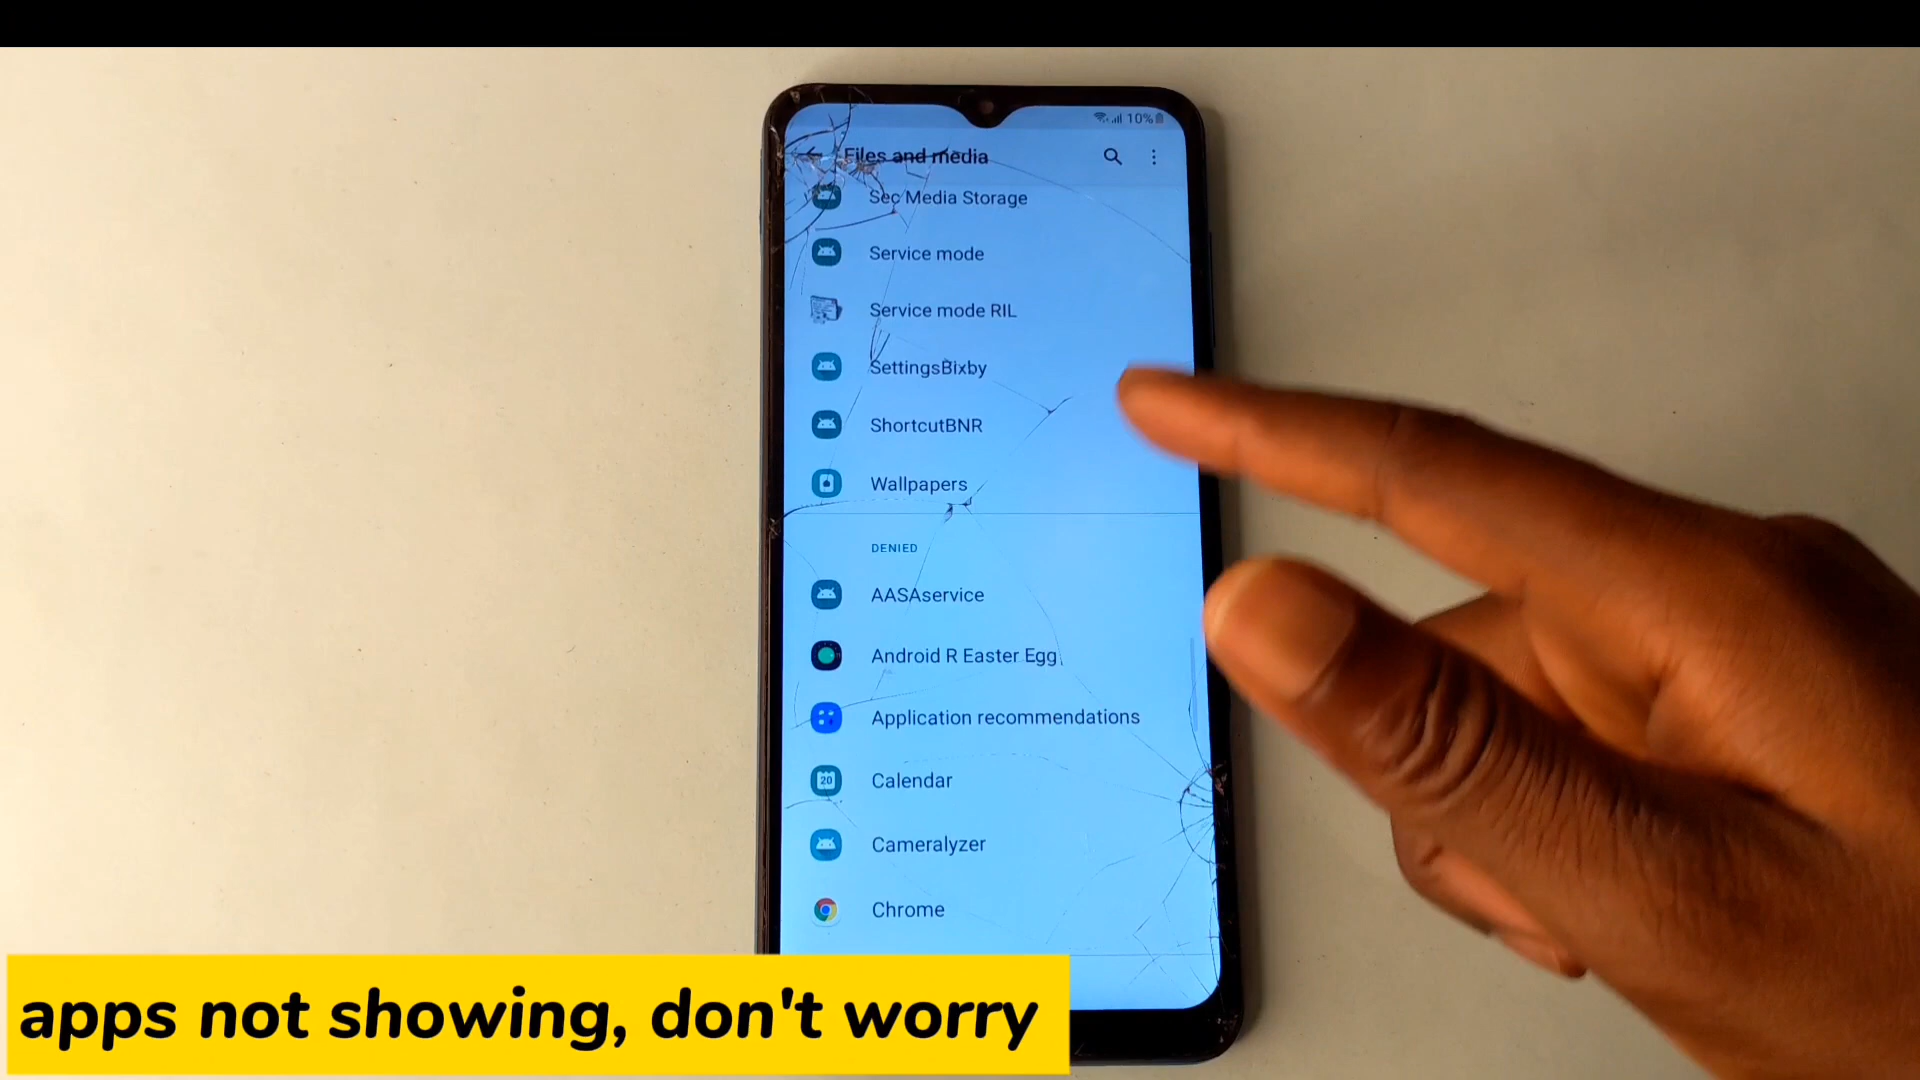 10%
Files and media
Sec Media Storage
Service mode
Service mode RIL
SettingsBixby
ShortcutBNR
Wallpapers
DENIED
AASAservice
Android R Easter Egg
Application recommendations
20
Calendar
Cameralyzer
Chrome
apps not showing, don't worry